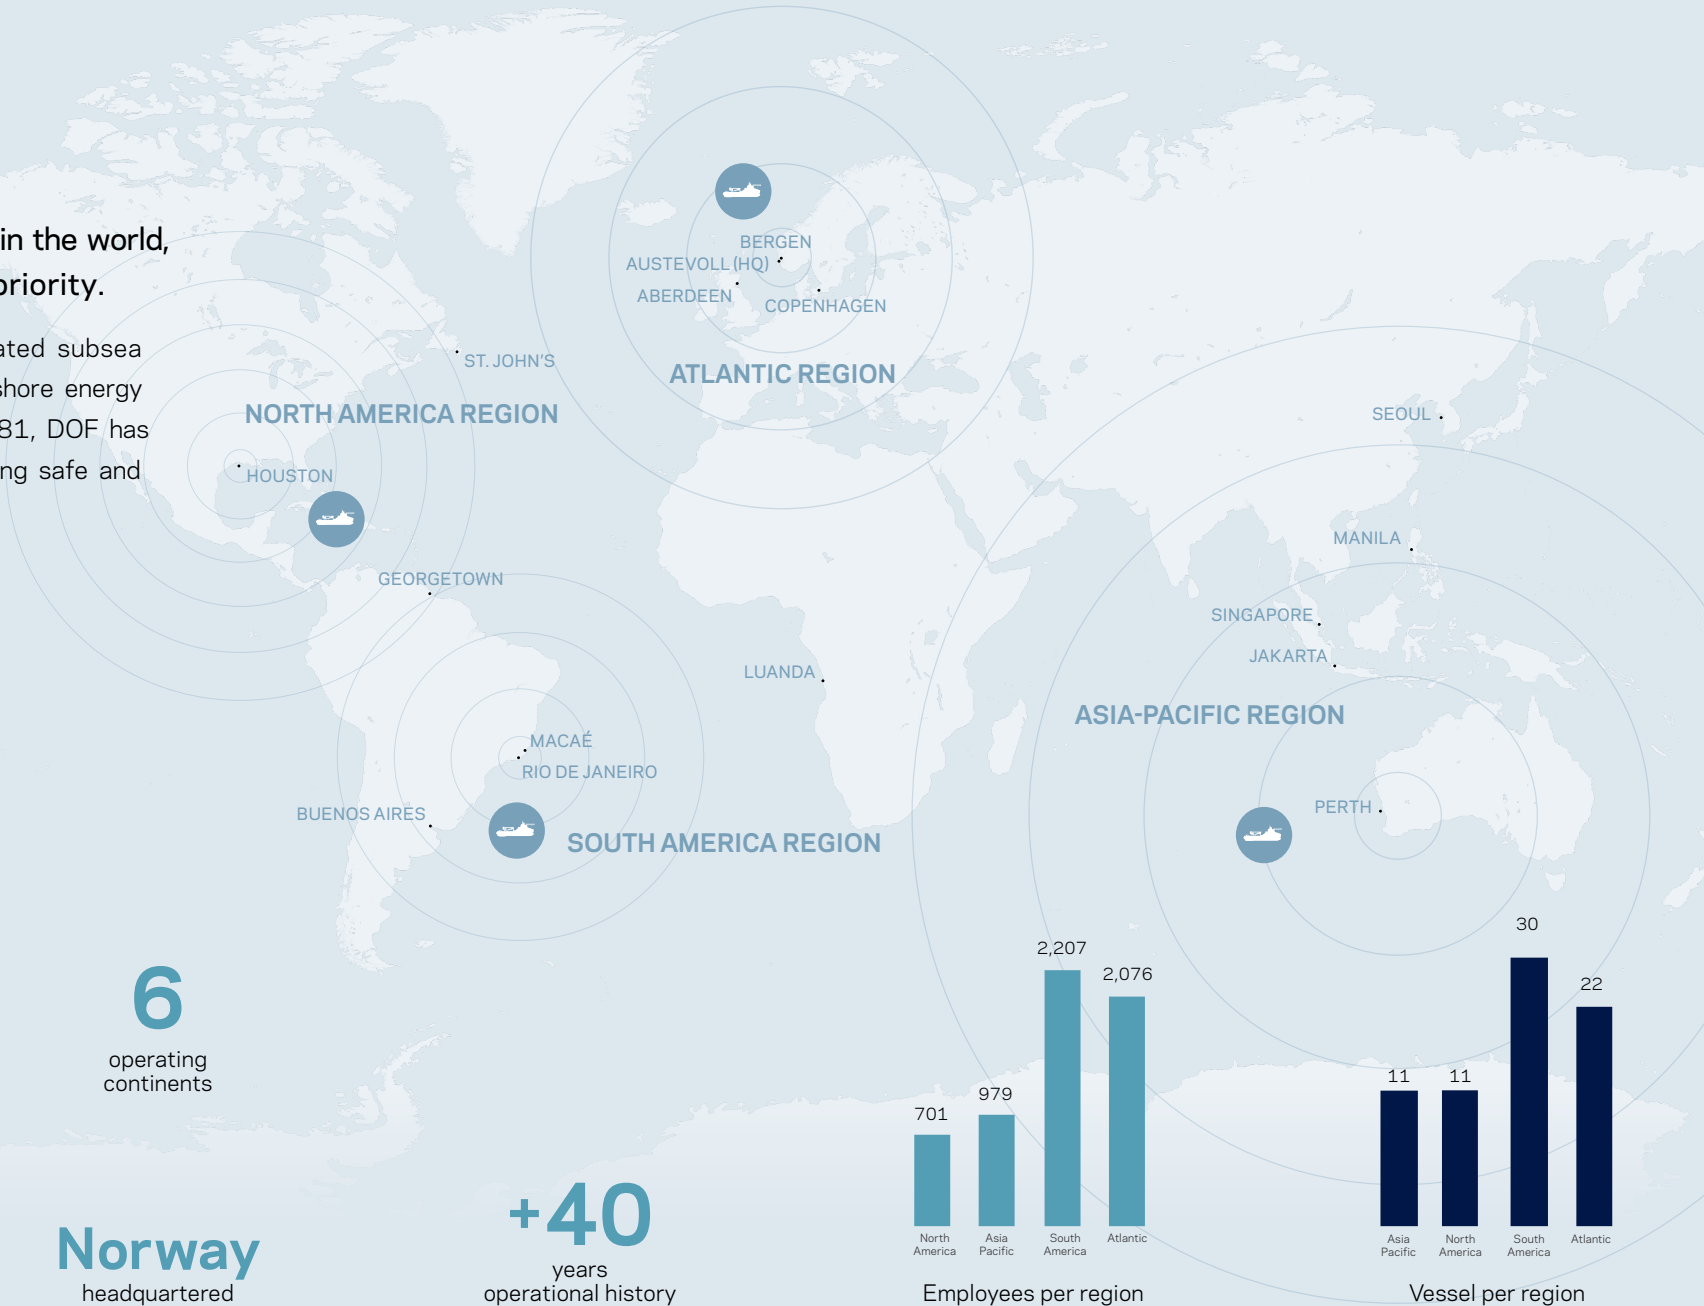 in the world,
priority.
ated subsea
shore energy
81, DOF has
ng safe and
BERGEN
AUSTEVOLL (HQ)
ABERDEEN
COPENHAGEN
ATLANTIC REGION
ST. JOHN'S
NORTH AMERICA REGION
HOUSTON
SEOUL
MANILA
GEORGETOWN
SINGAPORE
JAKARTA
LUANDA
ASIA-PACIFIC REGION
MACAÉ
RIO DE JANEIRO
BUENOS AIRES
SOUTH AMERICA REGION
PERTH
6
operating
continents
Norway
headquartered
+40
years
operational history
701
979
2,207
2,076
North
America
Asia
Pacific
South
America
Atlantic
Employees per region
11
11
30
22
Asia
Pacific
North
America
South
America
Atlantic
Vessel per region